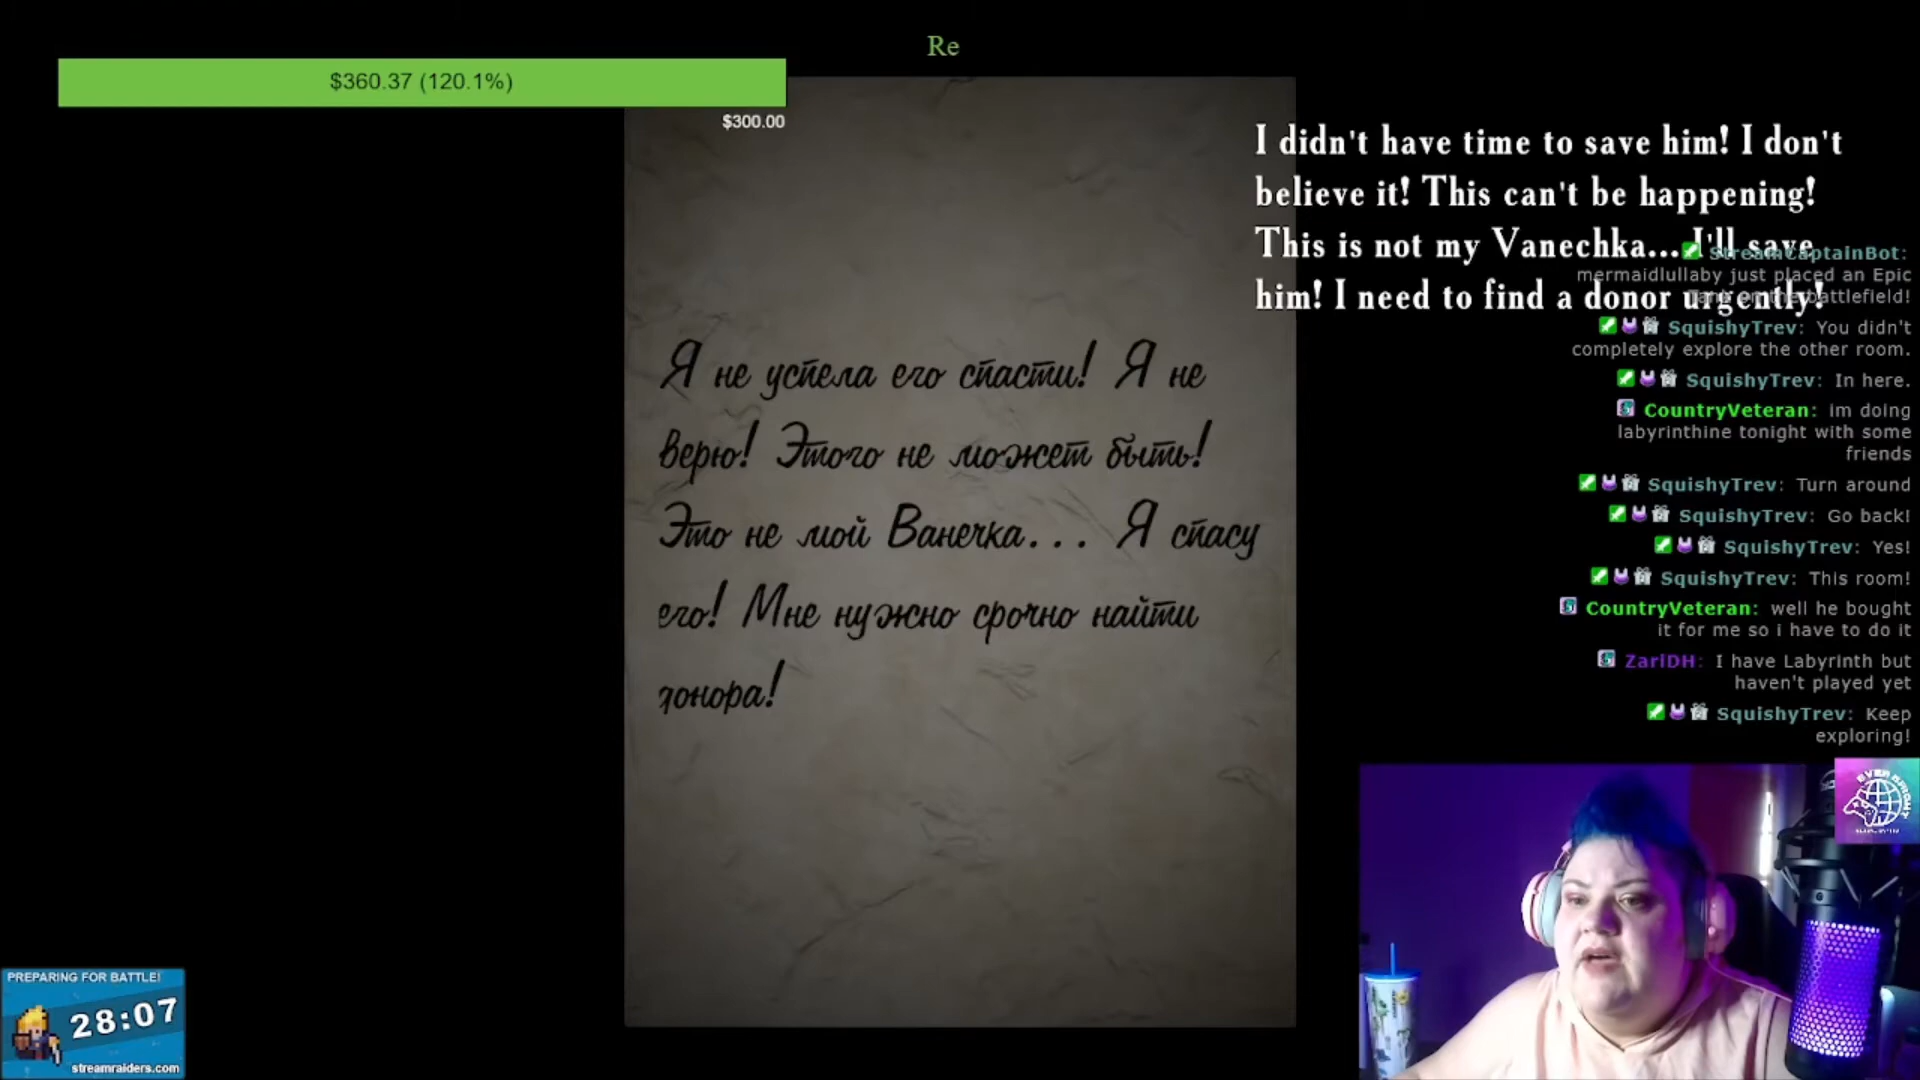 Re
$360.37 (120.1%)
$300.00
I didn't have time to save him! I don't
believe it! This can't be happening!
This is not my Vanechka... I'll save
him! I need to find a donor urgently!
Я не успела его спасти! Я не
верю! Этого не может быть!
Это не мой Ванечка... Я спасу
его! Мне нужно срочно найти
донора!
StreamCaptainBot:
mermaidlullaby just placed an Epic
on the battlefield!
SquishyTrev: You didn't
completely explore the other room.
SquishyTrev: In here.
CountryVeteran: im doing
labyrinthine tonight with some
friends
SquishyTrev: Turn around
SquishyTrev: Go back!
SquishyTrev: Yes!
SquishyTrev: This room!
CountryVeteran: well he bought
it for me so i have to do it
ZariDH: I have Labyrinth but
haven't played yet
SquishyTrev: Keep
exploring!
PREPARING FOR BATTLE!
28:07
streamraiders.com